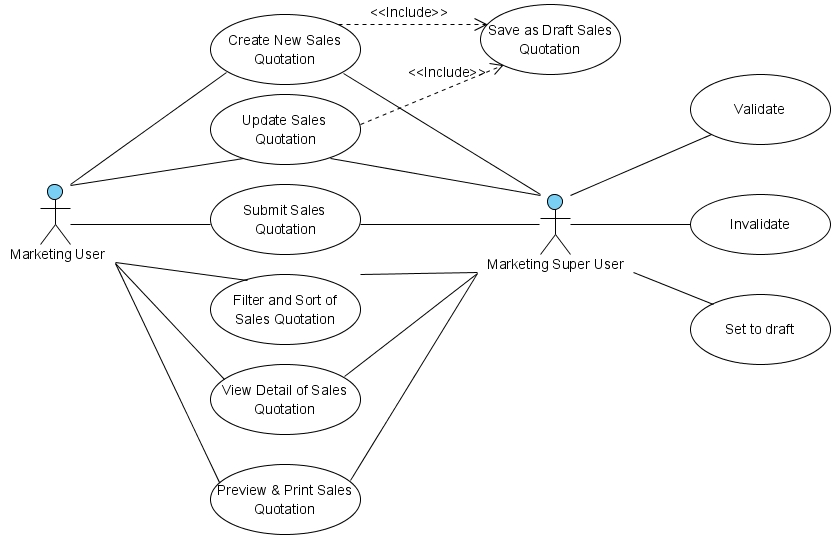 <<Include>>
Create New Sales
Quotation
Save as Draft Sales
Quotation
<<Include>>
Update Sales
Quotation
Validate
Submit Sales
Quotation
Invalidate
Marketing User
Marketing Super User
Filter and Sort of
Sales Quotation
Set to draft
View Detail of Sales
Quotation
Preview & Print Sales
Quotation